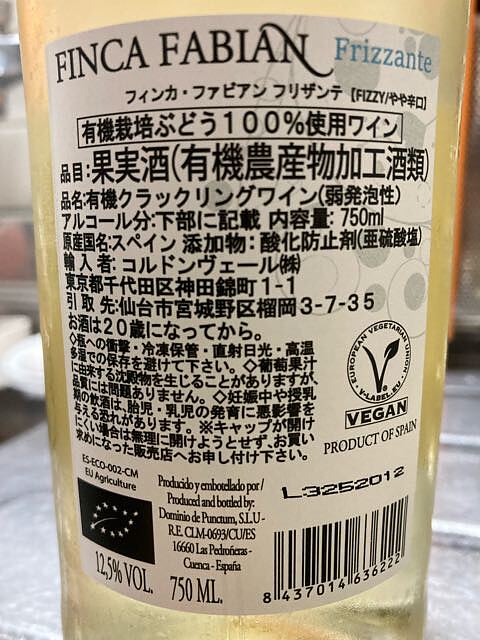 FINCA FABIAN Frizzante
フィンカ・ファビアン フリザンテ [FIZZY/やや辛口]
有機栽培ぶどう100%使用ワイン
品目:果実酒(有機農産物加工酒類)
品名:有機クラックリングワイン(弱発泡性)
アルコール分:下部に記載 内容量:750ml
原産国名:スペイン 添加物:酸化防止剤(亜硫酸塩)
輸入者:コルドンヴェール㈱
東京都千代田区神田錦町1-1
引取先:仙台市宮城野区榴岡3-7-35
お酒は20歳になってから。
◇瓶への衝撃・冷凍保管・直射日光・高温
多湿での保存を避けて下さい。◇葡萄果汁
に由来する沈殿物を生じることがありますが、
品質には問題ありません。◇妊娠中や授乳
期の飲酒は、胎児・乳児の発育に悪影響を
与える恐れがあります。※キャップが開け
にくい場合は無理に開けようとせず、お買い
求めになった販売店へお申し付け下さい。
EUROPEAN VEGETARIAN UNION
V-LABEL.EU
VEGAN
PRODUCT OF SPAIN
ES-ECO-002-CM
EU Agriculture
Producido y embotellado por /
Produced and bottled by:
Dominio de Punctum, S.L.U -
R.E. CLM-0693/CU/ES
16660 Las Pedroñeras -
Cuenca - España
L3252012
12,5% VOL. 750 ML.
8 437014 636222